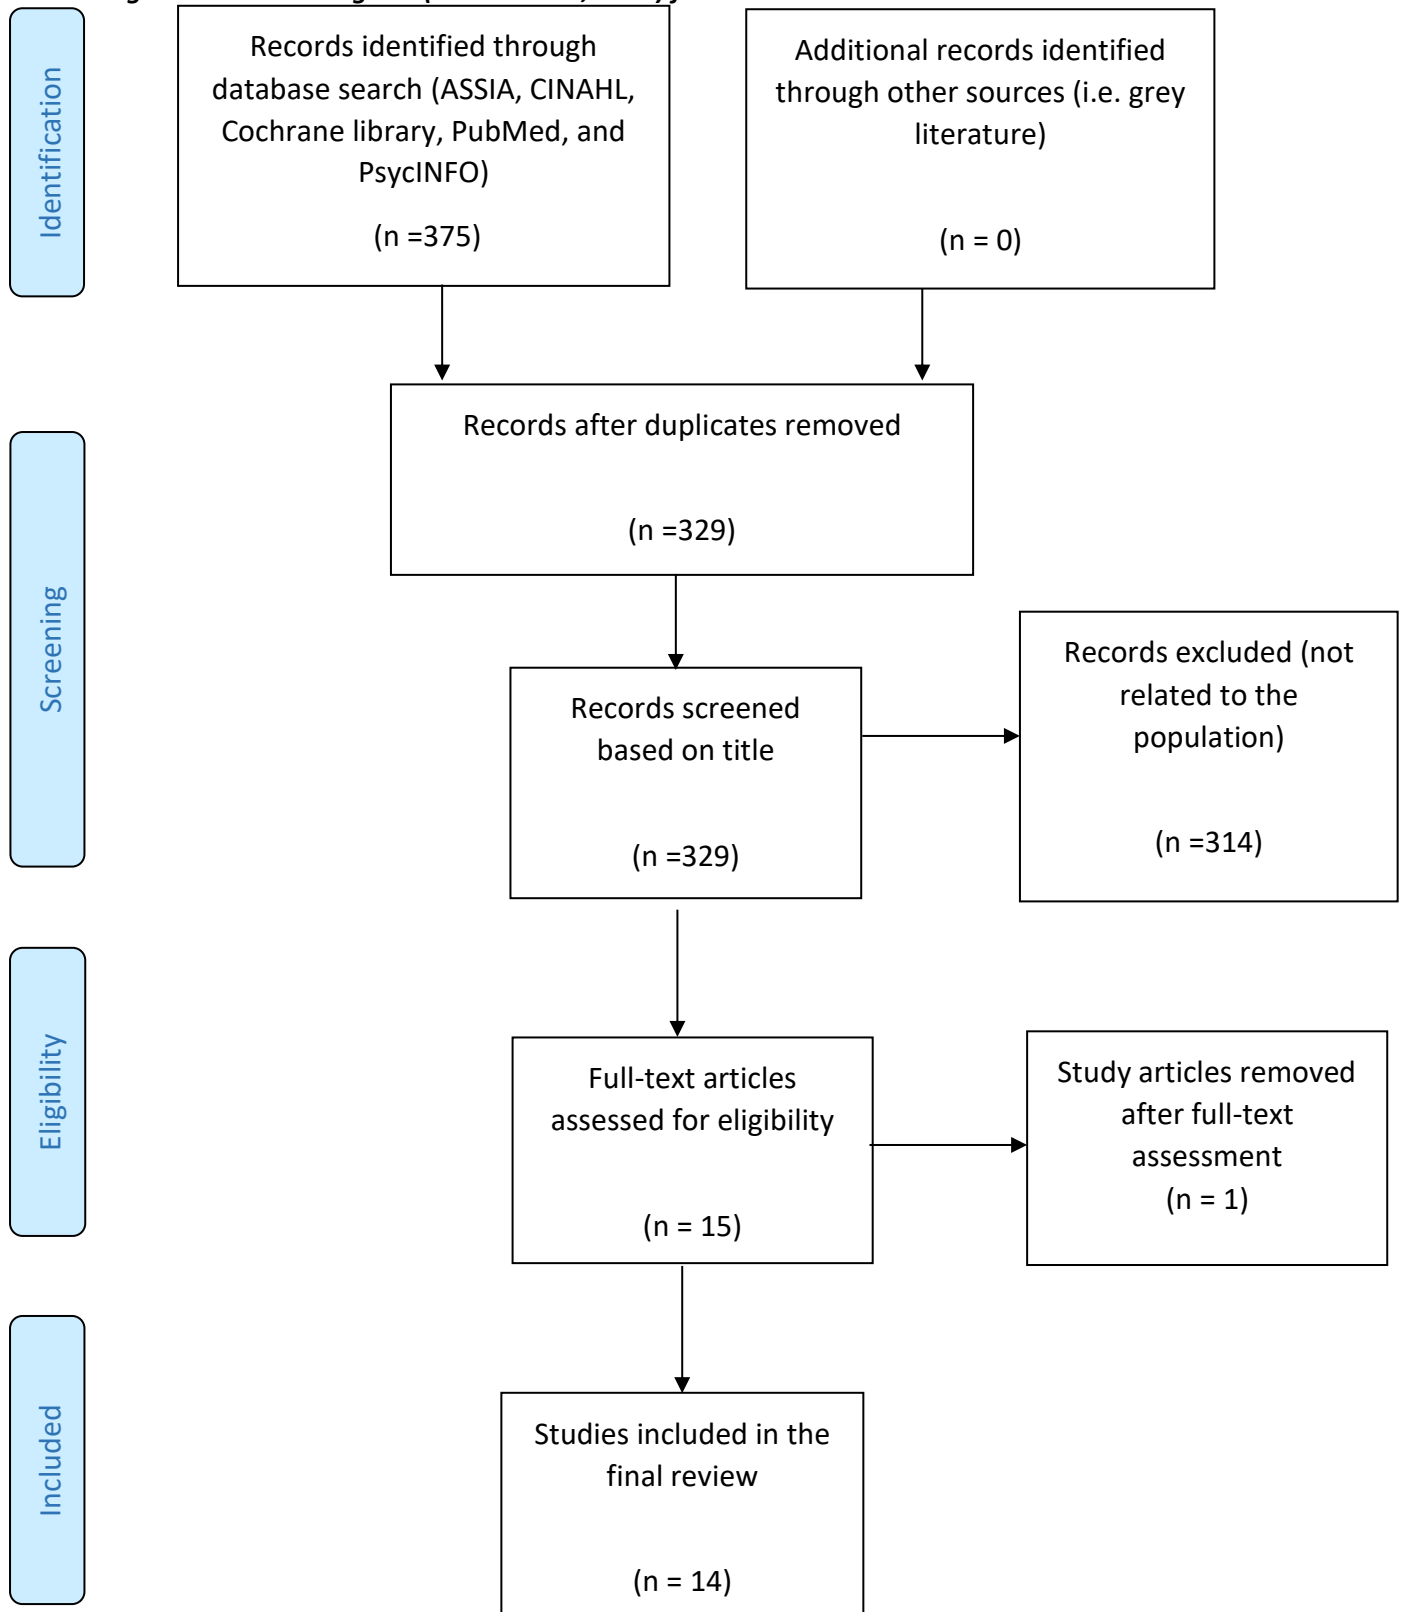 Identification
Records identified through
database search (ASSIA, CINAHL,
Cochrane library, PubMed, and
PsycINFO)
(n =375)
Additional records identified
through other sources (i.e. grey
literature)
(n = 0)
Screening
Records after duplicates removed
(n =329)
Records screened
based on title
(n =329)
Records excluded (not
related to the
population)
(n =314)
Eligibility
Full-text articles
assessed for eligibility
(n = 15)
Study articles removed
after full-text
assessment
(n = 1)
Included
Studies included in the
final review
(n = 14)